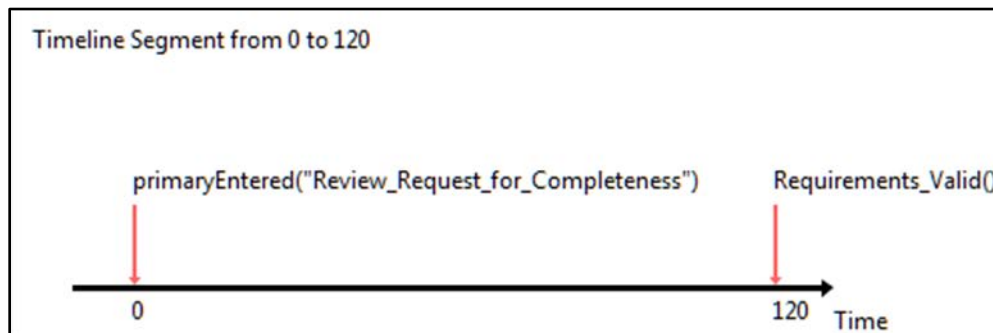 Timeline Segment from 0 to 120
primaryEntered("Review_Request_for_Completeness") Requirements_Valid()
0 120 Time